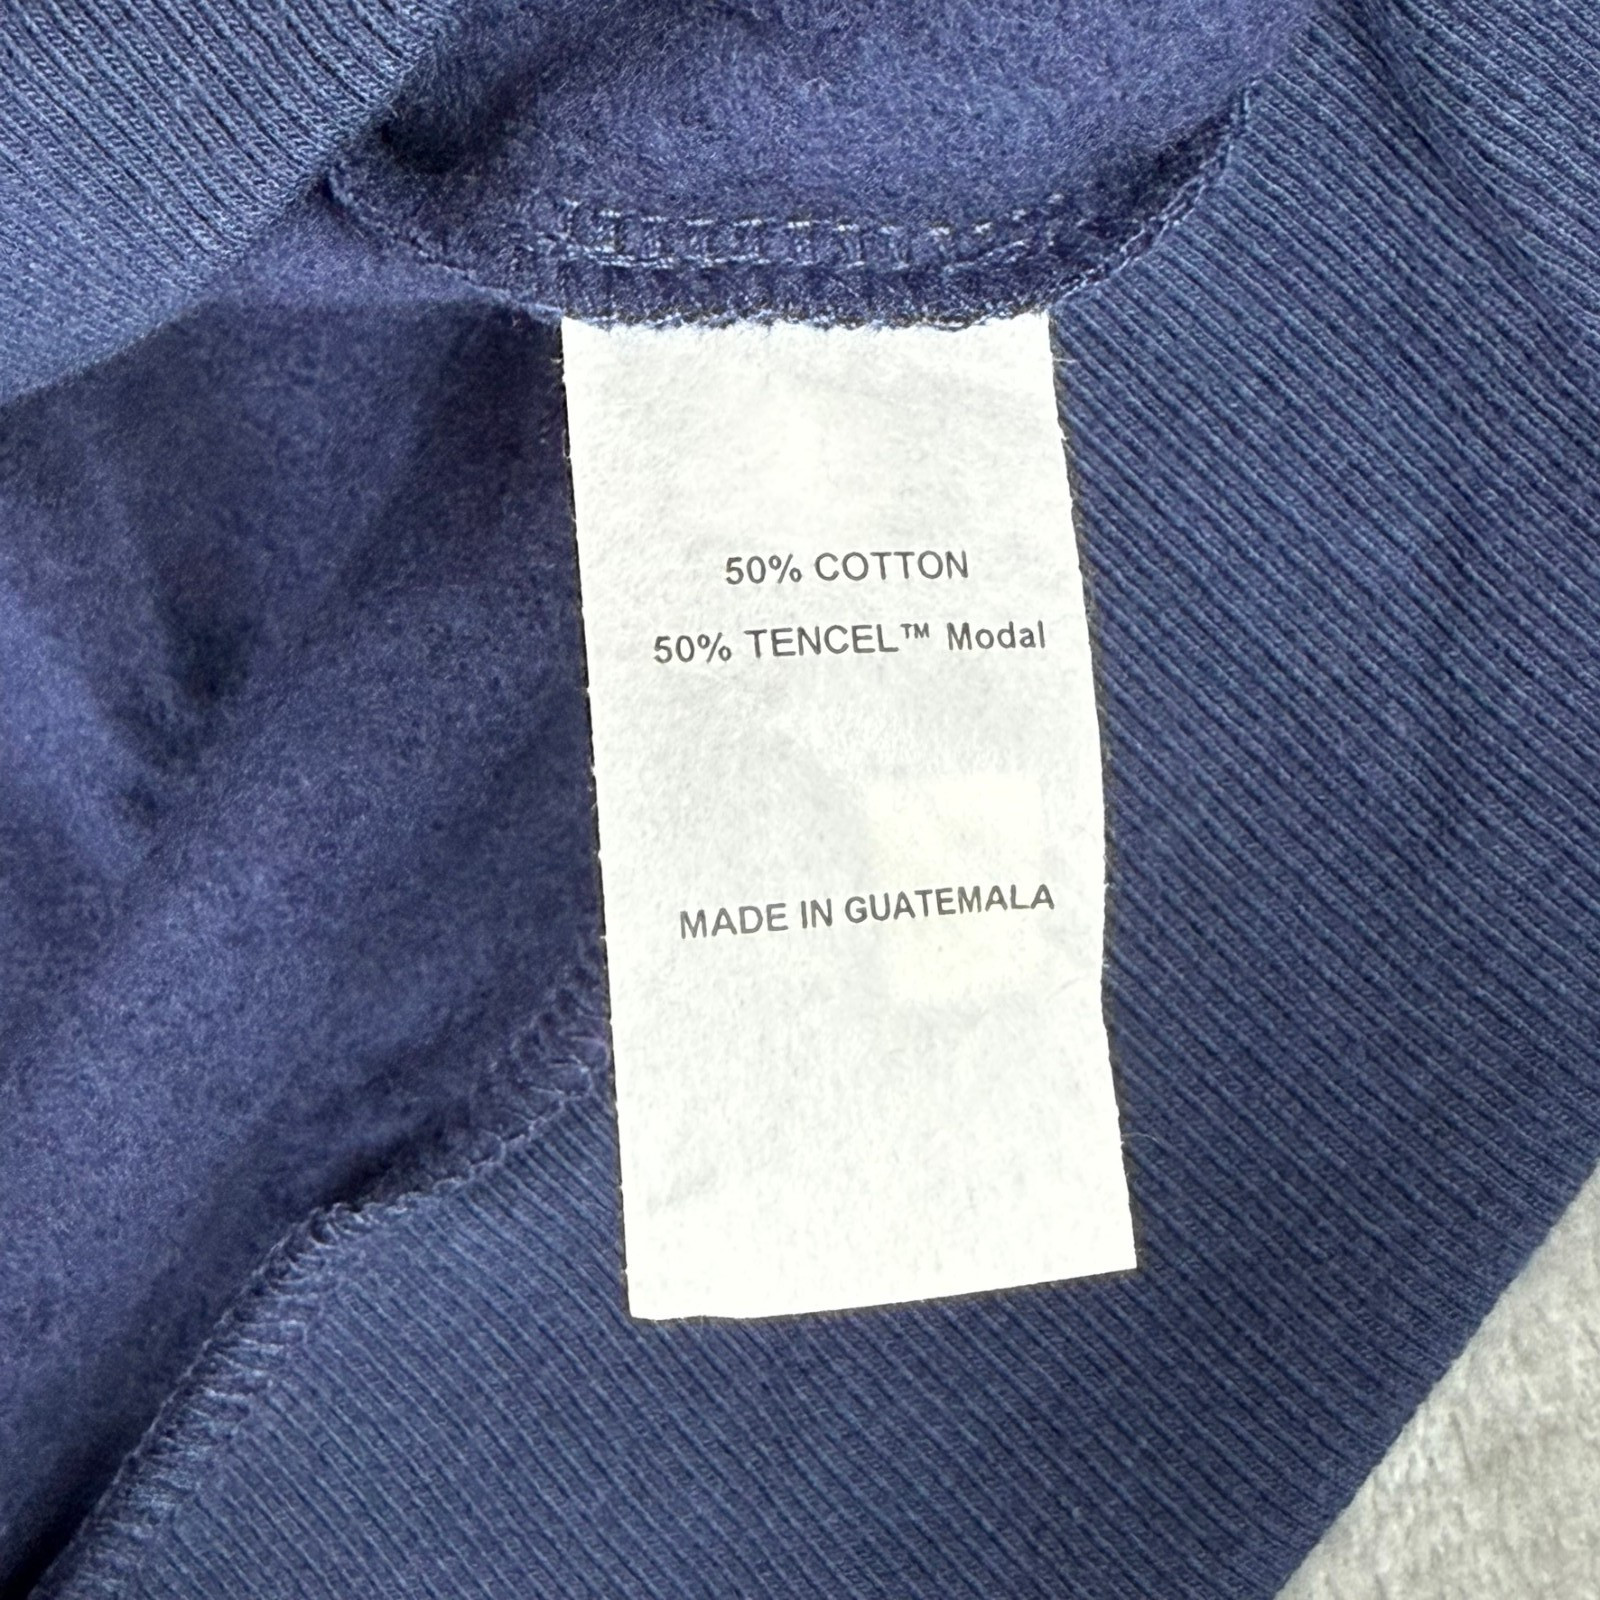 50% COTTON
50% TENCEL™ Modal
MADE IN GUATEMALA